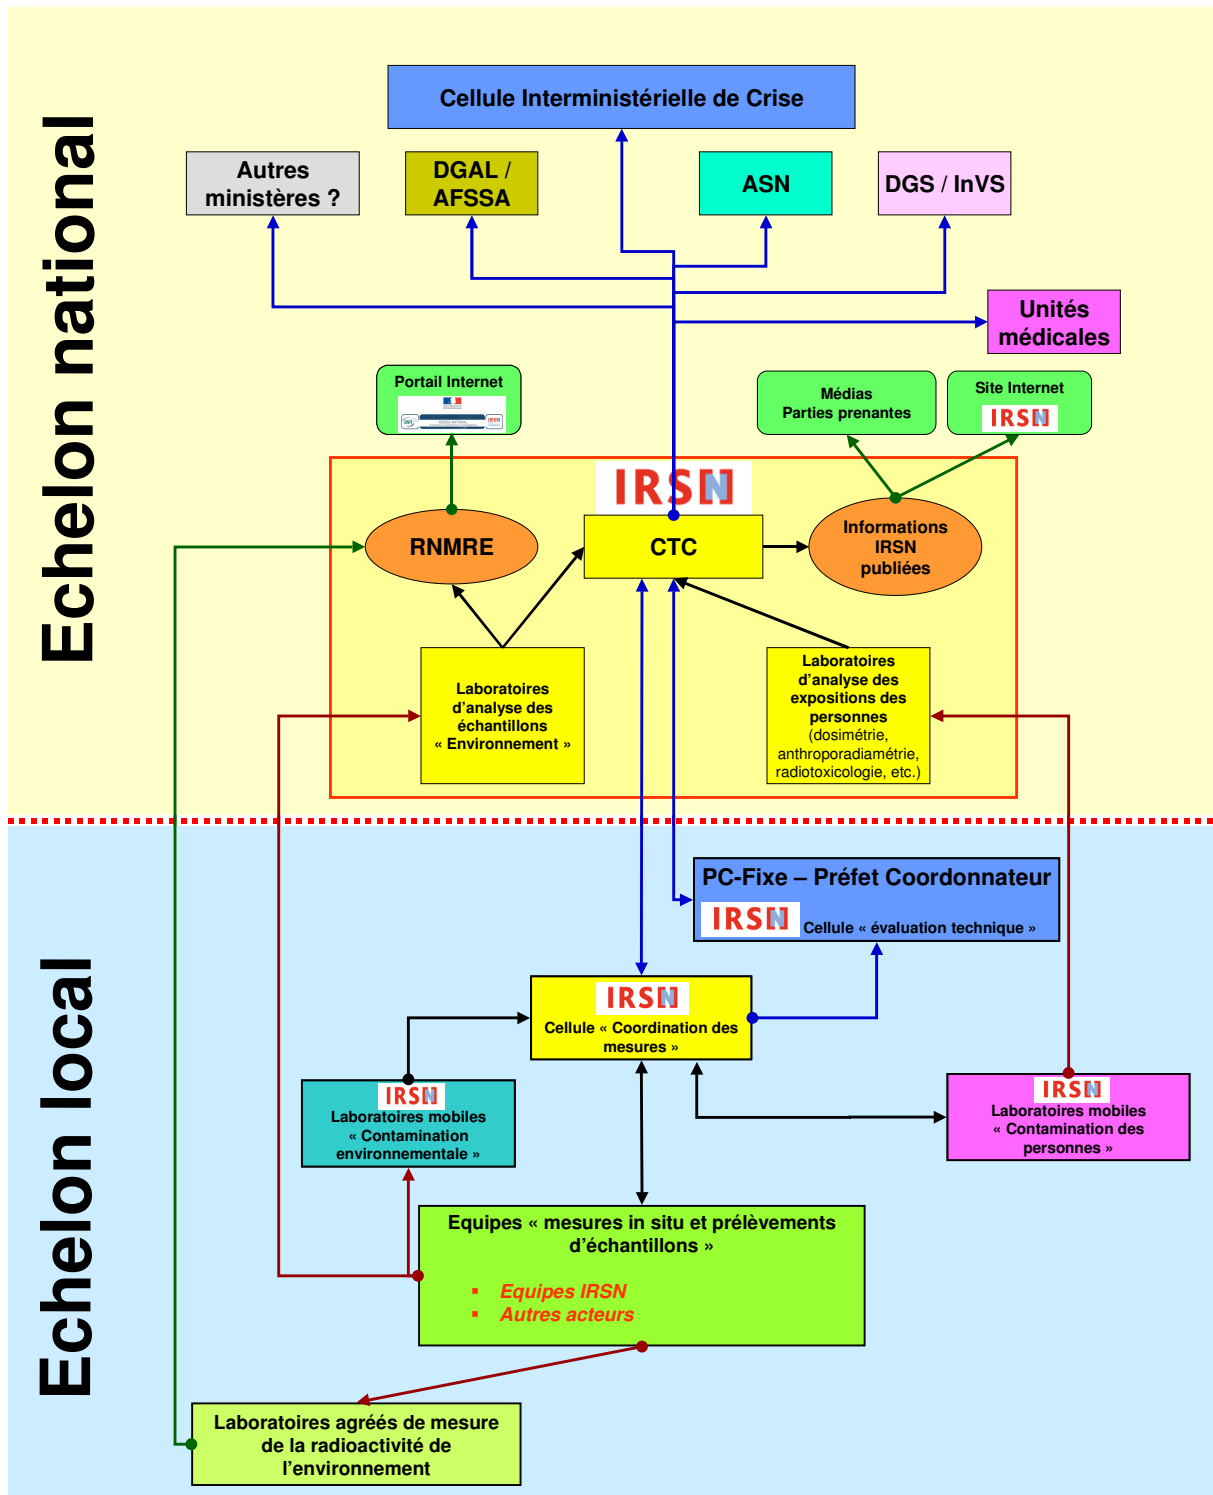 Echelon national
Cellule Interministérielle de Crise
Autres
ministères ?
DGAL /
AFSSA
ASN
DGS / InVS
Unités
médicales
Portail Internet
Médias
Parties prenantes
Site Internet
IRSN
IRSN
RNMRE
CTC
Informations
IRSN
publiées
Laboratoires
d'analyse des
échantillons
« Environnement »
Laboratoires
d'analyse des
expositions des
personnes
(dosimétrie,
anthroporadiamétrie,
radiotoxicologie, etc.)
Echelon local
PC-Fixe – Préfet Coordonnateur
IRSN Cellule « évaluation technique »
IRSN
Cellule « Coordination des
mesures »
IRSN
Laboratoires mobiles
« Contamination
environnementale »
IRSN
Laboratoires mobiles
« Contamination des
personnes »
Equipes « mesures in situ et prélèvements
d'échantillons »
▪ Equipes IRSN
▪ Autres acteurs
Laboratoires agréés de mesure
de la radioactivité de
l'environnement